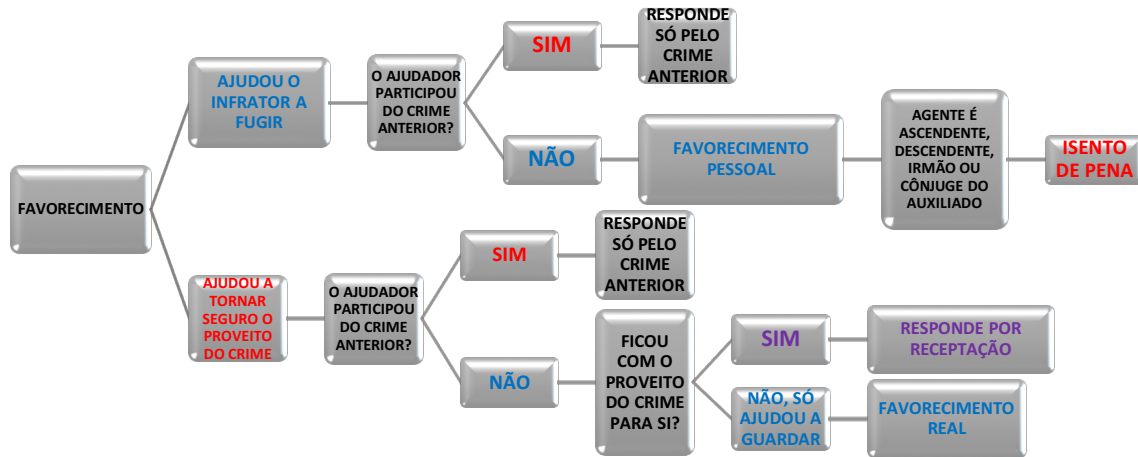 FAVORECIMENTO
AJUDOU O
INFRATOR A
FUGIR
O AJUDADOR
PARTICIPOU
DO CRIME
ANTERIOR?
SIM
RESPONDE
SÓ PELO
CRIME
ANTERIOR
NÃO
FAVORECIMENTO
PESSOAL
AGENTE É
ASCENDENTE,
DESCENDENTE,
IRMÃO OU
CÔNJUGE DO
AUXILIADO
ISENTO
DE PENA
AJUDOU A
TORNAR
SEGURO O
PROVEITO
DO CRIME
O AJUDADOR
PARTICIPOU
DO CRIME
ANTERIOR?
SIM
RESPONDE
SÓ PELO
CRIME
ANTERIOR
NÃO
FICOU
COM O
PROVEITO
DO CRIME
PARA SI?
SIM
RESPONDE POR
RECEPTAÇÃO
NÃO, SÓ
AJUDOU A
GUARDAR
FAVORECIMENTO
REAL